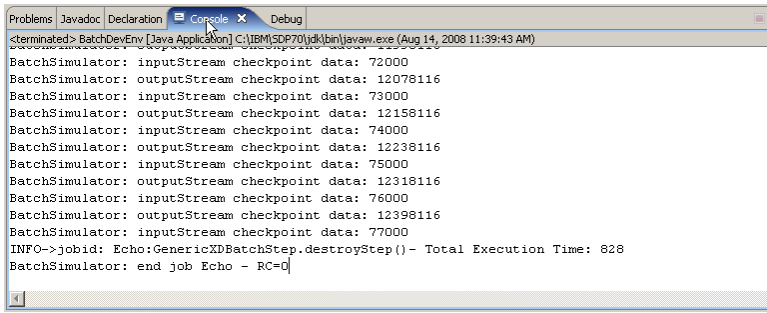 Problems Javadoc Declaration Console Debug
<terminated> BatchDevEnv [Java Application] C:\IBM\SDP70\jdk\bin\javaw.exe (Aug 14, 2008 11:39:43 AM)
BatchSimulator: inputStream checkpoint data: 72000
BatchSimulator: outputStream checkpoint data: 12078116
BatchSimulator: inputStream checkpoint data: 73000
BatchSimulator: outputStream checkpoint data: 12158116
BatchSimulator: inputStream checkpoint data: 74000
BatchSimulator: outputStream checkpoint data: 12238116
BatchSimulator: inputStream checkpoint data: 75000
BatchSimulator: outputStream checkpoint data: 12318116
BatchSimulator: inputStream checkpoint data: 76000
BatchSimulator: outputStream checkpoint data: 12398116
BatchSimulator: inputStream checkpoint data: 77000
INFO->jobid: Echo:GenericXDBatchStep.destroyStep()- Total Execution Time: 828
BatchSimulator: end job Echo - RC=0